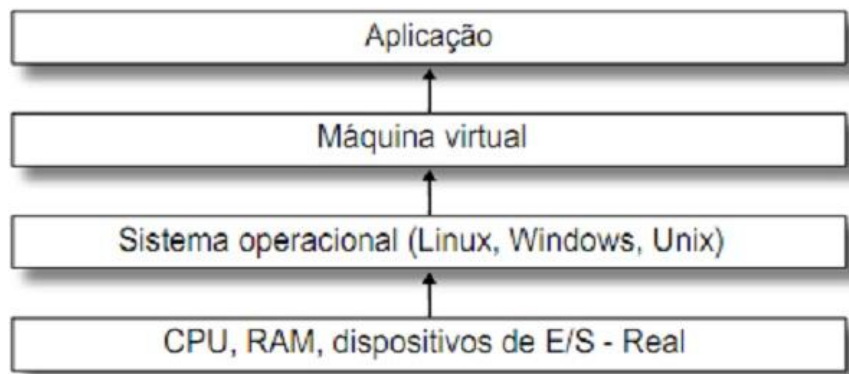 Aplicação
Máquina virtual
Sistema operacional (Linux, Windows, Unix)
CPU, RAM, dispositivos de E/S - Real